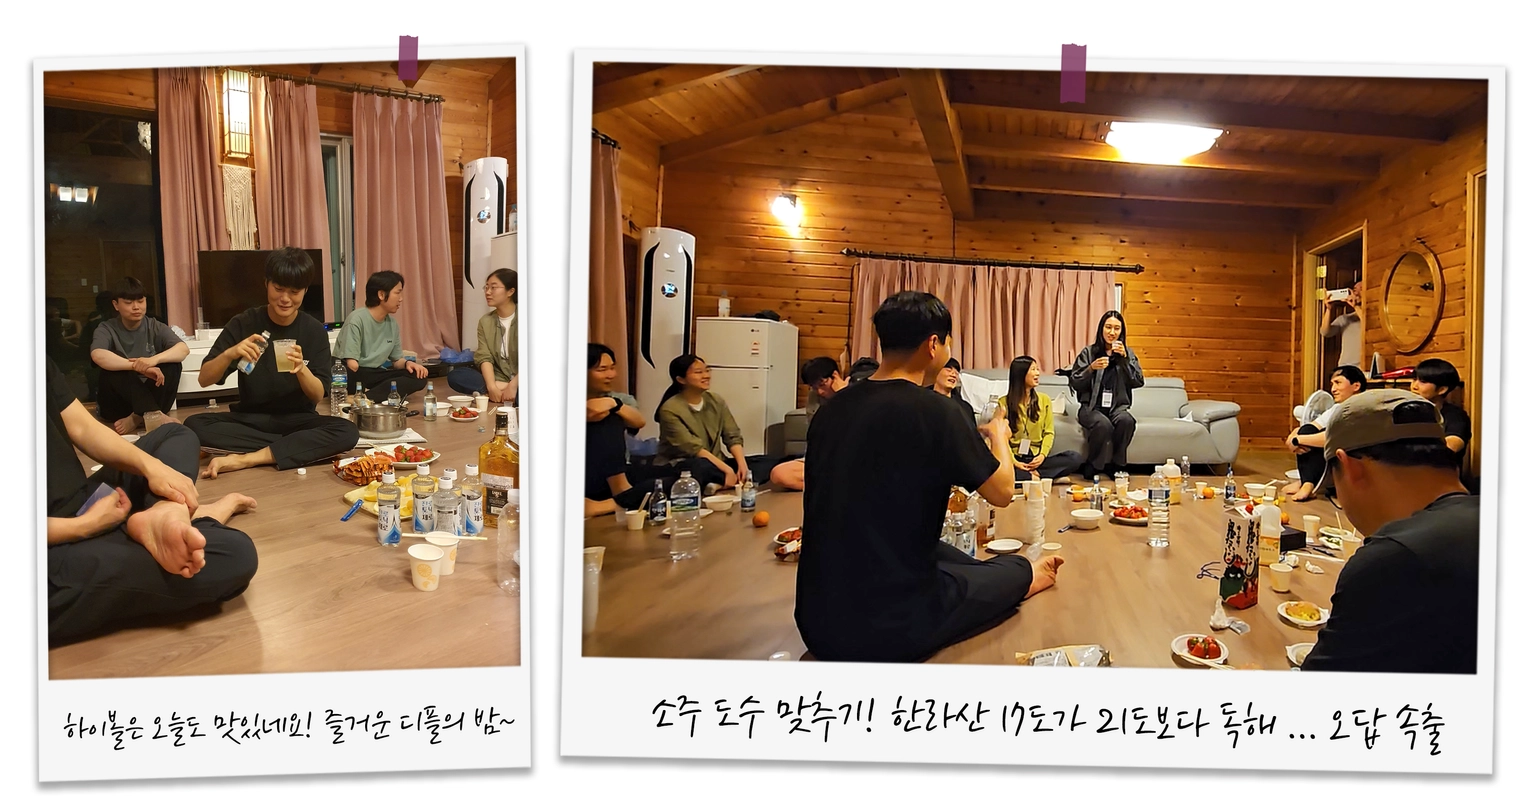 하이볼은 오늘도 맛있네요! 즐거운 디플의 밤~
소주 도수 맞추기! 한라산 17도가 21도보다 독해 ... 오답 속출